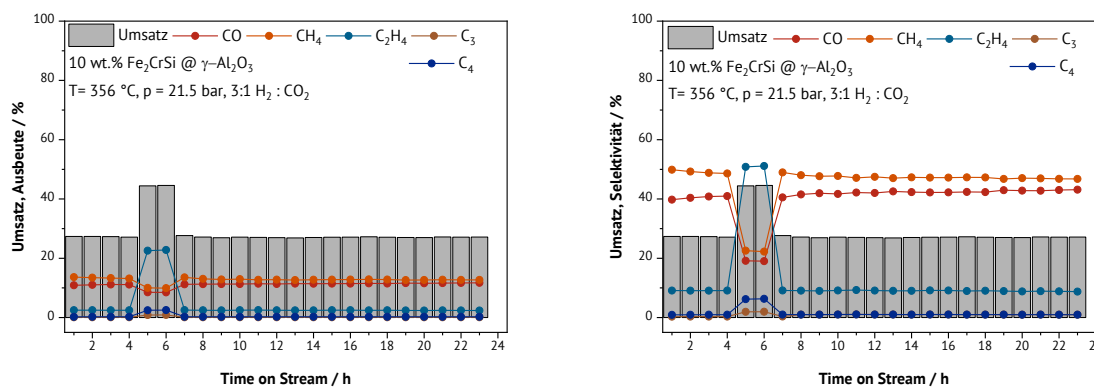 100
80
60
40
20
0
Umsatz, Ausbeute / %
Umsatz CO CH₄ C₂H₄ C₃
10 wt.% Fe₂CrSi @ γ–Al₂O₃ C₄
T= 356 °C, p = 21.5 bar, 3:1 H₂ : CO₂
2 4 6 8 10 12 14 16 18 20 22 24
Time on Stream / h
100
80
60
40
20
0
Umsatz, Selektivität / %
Umsatz CO CH₄ C₂H₄ C₃
10 wt.% Fe₂CrSi @ γ–Al₂O₃ C₄
T= 356 °C, p = 21.5 bar, 3:1 H₂ : CO₂
2 4 6 8 10 12 14 16 18 20 22
Time on Stream / h